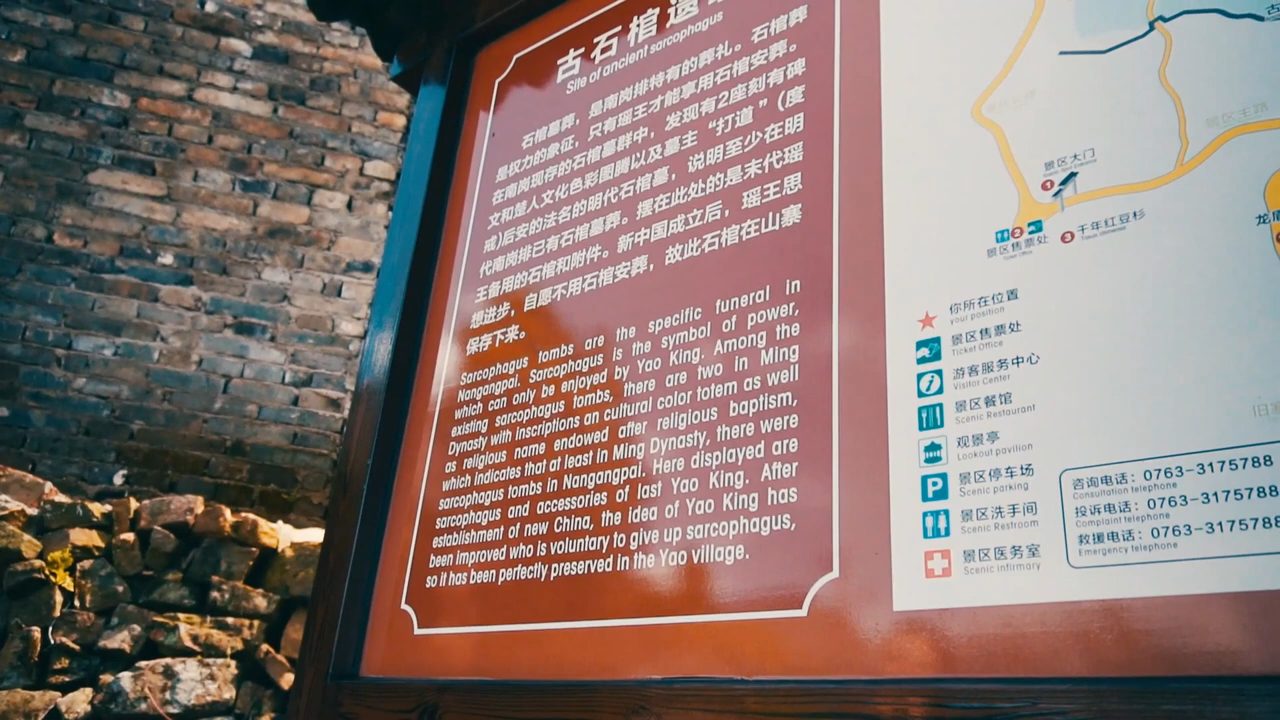 古石棺遗
Site of ancient sarcophagus
石棺墓葬，是南岗排特有的葬礼。石棺葬
是权力的象征，只有瑶王才能享用石棺安葬。
在南岗现存的石棺墓群中，发现有2座刻有碑
文和楚人文化色彩图腾以及墓主“打道”（度
戒)后安的法名的明代石棺墓，说明至少在明
代南岗排已有石棺墓葬。摆在此处的是末代瑶
王备用的石棺和附件。新中国成立后，瑶王思
想进步，自愿不用石棺安葬，故此石棺在山寨
保存下来。
Sarcophagus tombs are the specific funeral in
Nangangpai. Sarcophagus is the symbol of power,
which can only be enjoyed by Yao King. Among the
existing sarcophagus tombs, there are two in Ming
Dynasty with inscriptions an cultural color totem as well
as religious name endowed after religious baptism,
which indicates that at least in Ming Dynasty, there were
sarcophagus tombs in Nangangpai. Here displayed are
sarcophagus and accessories of last Yao King. After
establishment of new China, the idea of Yao King has
been improved who is voluntary to give up sarcophagus,
so it has been perfectly preserved in the Yao village.
古
景区主路
景区大门
1
2
景区售票处
Ticket Office
3 千年红豆杉
龙
旧
你所在位置
your position
景区售票处
Ticket Office
游客服务中心
Visitor Center
景区餐馆
Scenic Restaurant
观景亭
Lookout pavilion
P
景区停车场
Scenic parking
景区洗手间
Scenic Restroom
景区医务室
Scenic infirmary
咨询电话：0763-3175788
Consultation telephone
投诉电话：0763-3175788
Complaint telephone
救援电话：0763-3175788
Emergency telephone